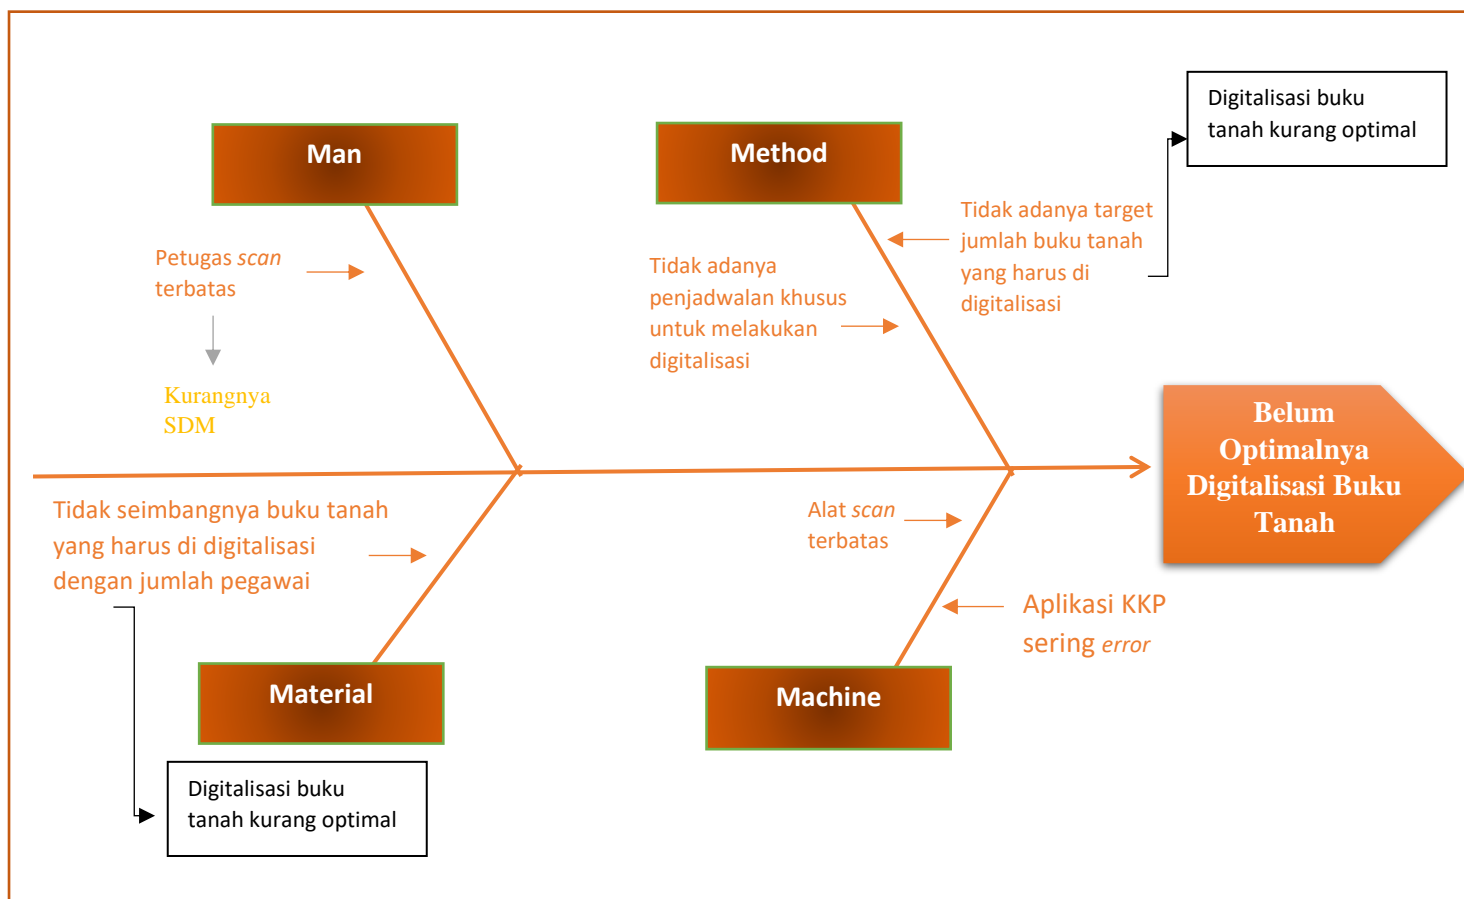 Man
Petugas scan
terbatas
Kurangnya
SDM
Method
Tidak adanya
penjadwalan khusus
untuk melakukan
digitalisasi
Tidak adanya target
jumlah buku tanah
yang harus di
digitalisasi
Digitalisasi buku
tanah kurang optimal
Belum
Optimalnya
Digitalisasi Buku
Tanah
Tidak seimbangnya buku tanah
yang harus di digitalisasi
dengan jumlah pegawai
Material
Digitalisasi buku
tanah kurang optimal
Alat scan
terbatas
Aplikasi KKP
sering error
Machine